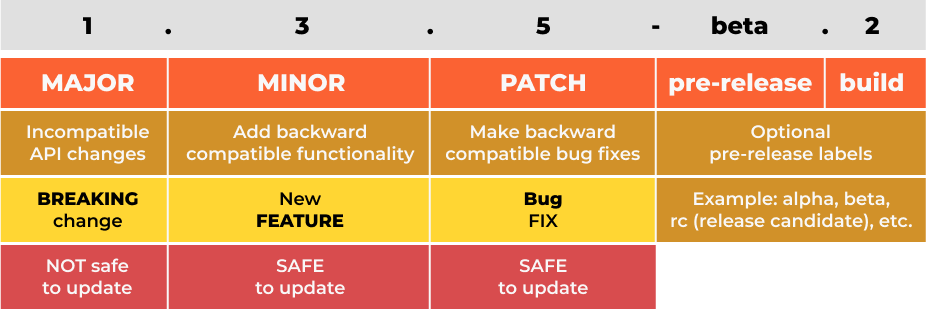 1 . 3 . 5 - beta . 2
MAJOR MINOR PATCH pre-release build
Incompatible
API changes
Add backward
compatible functionality
Make backward
compatible bug fixes
Optional
pre-release labels
BREAKING
change
New
FEATURE
Bug
FIX
Example: alpha, beta,
rc (release candidate), etc.
NOT safe
to update
SAFE
to update
SAFE
to update